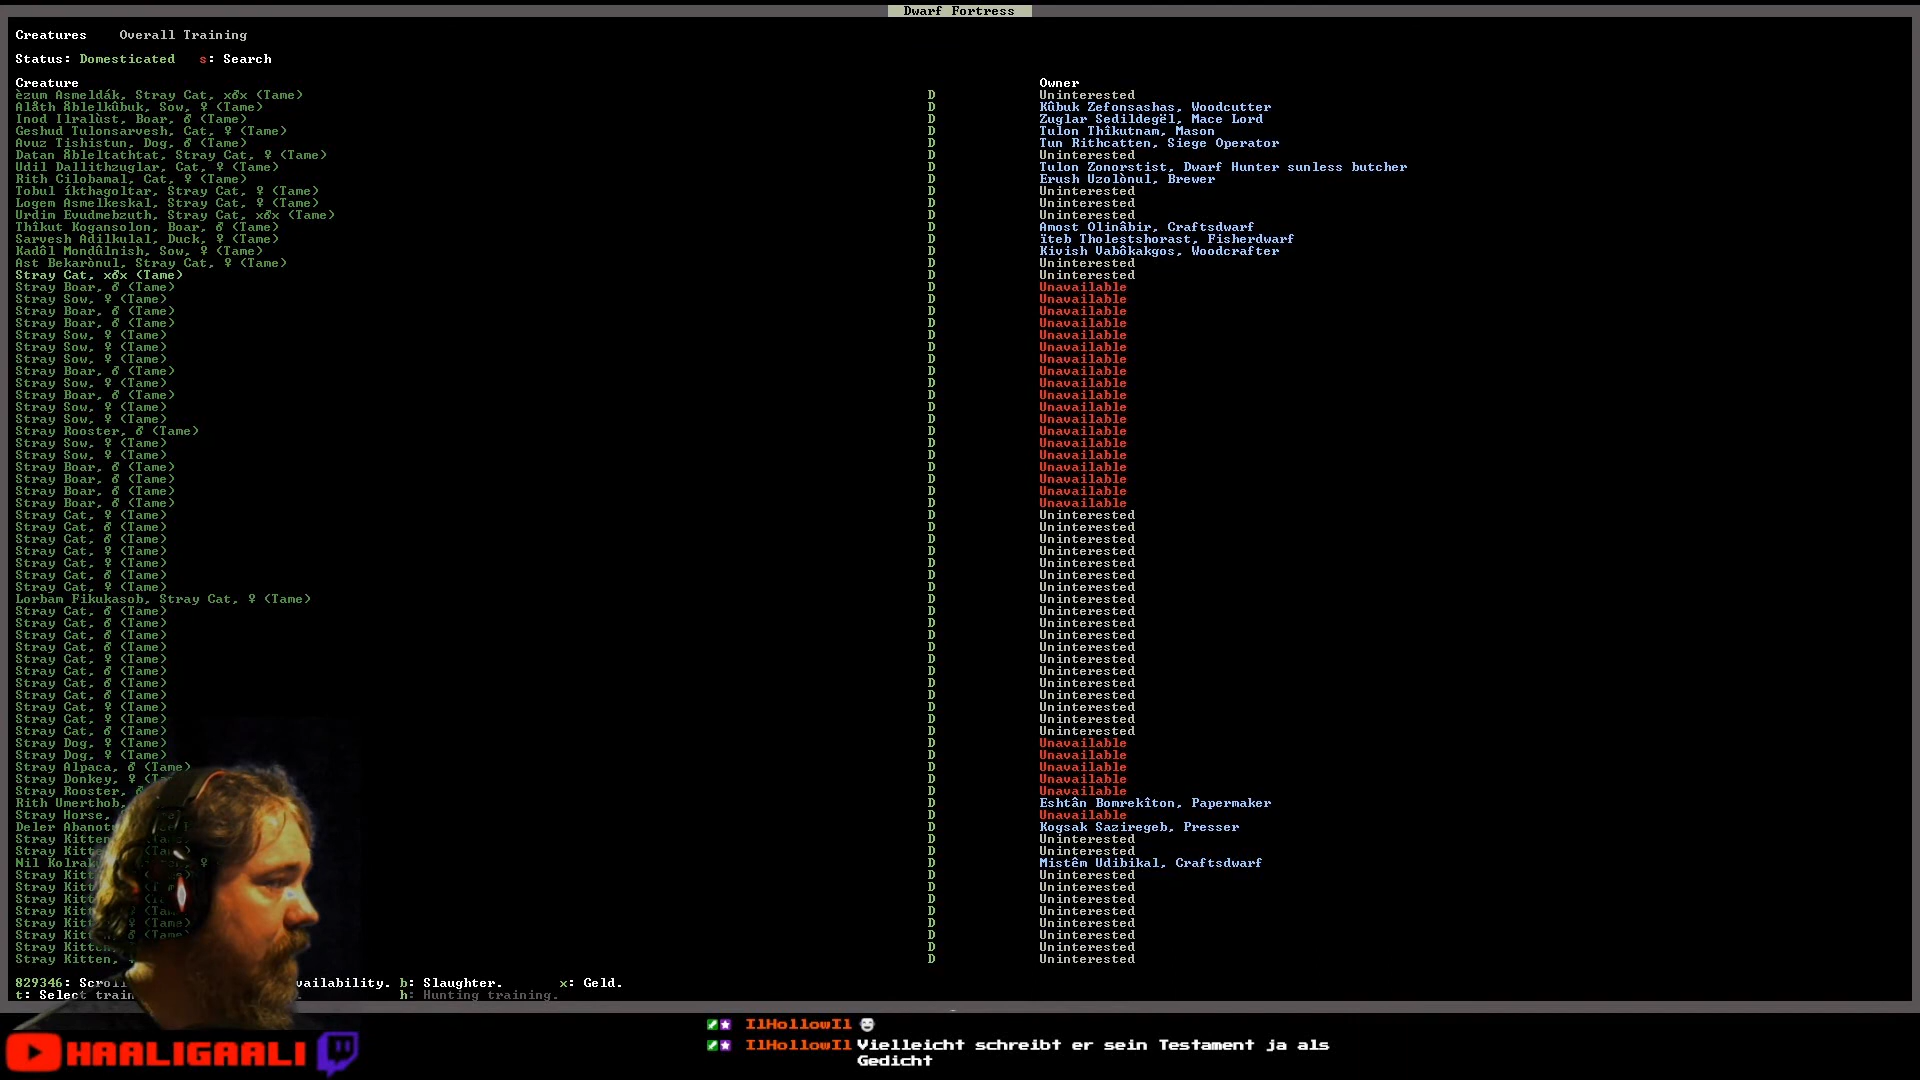 Dwarf Fortress
Creatures Overall Training
Status: Domesticated s: Search
Creature Owner
èzum Asmeldák, Stray Cat, x♂x (Tame) D Uninterested
Alåth Åblelkûbuk, Sow, ♀ (Tame) D Kûbuk Zefonsashas, Woodcutter
Inod Ilralùst, Boar, ♂ (Tame) D Zuglar Sedildegël, Mace Lord
Geshud Tulonsarvesh, Cat, ♀ (Tame) D Tulon Thîkutnam, Mason
Avuz Tishistun, Dog, ♂ (Tame) D Tun Rithcatten, Siege Operator
Datan Åbleltathtat, Stray Cat, ♀ (Tame) D Uninterested
Udil Dallithzuglar, Cat, ♀ (Tame) D Tulon Zonorstist, Dwarf Hunter sunless butcher
Rith Cilobamal, Cat, ♀ (Tame) D Erush Uzolònul, Brewer
Tobul íkthagoltar, Stray Cat, ♀ (Tame) D Uninterested
Logem Asmelkeskal, Stray Cat, ♀ (Tame) D Uninterested
Urdim Evudmebzuth, Stray Cat, x♂x (Tame) D Uninterested
Thîkut Kogansolon, Boar, ♂ (Tame) D Amost Olinâbir, Craftsdwarf
Sarvesh Adilkulal, Duck, ♀ (Tame) D ïteb Tholestshorast, Fisherdwarf
Kadôl Mondûlnish, Sow, ♀ (Tame) D Kivish Vabôkakgos, Woodcrafter
Ast Bekarònul, Stray Cat, ♀ (Tame) D Uninterested
Stray Cat, x♂x (Tame) D Uninterested
Stray Boar, ♂ (Tame) D Unavailable
Stray Sow, ♀ (Tame) D Unavailable
Stray Boar, ♂ (Tame) D Unavailable
Stray Boar, ♂ (Tame) D Unavailable
Stray Sow, ♀ (Tame) D Unavailable
Stray Sow, ♀ (Tame) D Unavailable
Stray Sow, ♀ (Tame) D Unavailable
Stray Boar, ♂ (Tame) D Unavailable
Stray Sow, ♀ (Tame) D Unavailable
Stray Boar, ♂ (Tame) D Unavailable
Stray Sow, ♀ (Tame) D Unavailable
Stray Sow, ♀ (Tame) D Unavailable
Stray Rooster, ♂ (Tame) D Unavailable
Stray Sow, ♀ (Tame) D Unavailable
Stray Sow, ♀ (Tame) D Unavailable
Stray Boar, ♂ (Tame) D Unavailable
Stray Boar, ♂ (Tame) D Unavailable
Stray Boar, ♂ (Tame) D Unavailable
Stray Boar, ♂ (Tame) D Unavailable
Stray Cat, ♀ (Tame) D Uninterested
Stray Cat, ♂ (Tame) D Uninterested
Stray Cat, ♂ (Tame) D Uninterested
Stray Cat, ♀ (Tame) D Uninterested
Stray Cat, ♀ (Tame) D Uninterested
Stray Cat, ♂ (Tame) D Uninterested
Stray Cat, ♀ (Tame) D Uninterested
Lorbam Fikukasob, Stray Cat, ♀ (Tame) D Uninterested
Stray Cat, ♂ (Tame) D Uninterested
Stray Cat, ♂ (Tame) D Uninterested
Stray Cat, ♂ (Tame) D Uninterested
Stray Cat, ♂ (Tame) D Uninterested
Stray Cat, ♀ (Tame) D Uninterested
Stray Cat, ♂ (Tame) D Uninterested
Stray Cat, ♂ (Tame) D Uninterested
Stray Cat, ♂ (Tame) D Uninterested
Stray Cat, ♀ (Tame) D Uninterested
Stray Cat, ♀ (Tame) D Uninterested
Stray Cat, ♂ (Tame) D Uninterested
Stray Dog, ♀ (Tame) D Unavailable
Stray Dog, ♀ (Tame) D Unavailable
Stray Alpaca, ♂ (Tame) D Unavailable
Stray Donkey, ♀ D Unavailable
Stray Rooster, D Unavailable
Rith Umerthob, D Eshtân Bomrekîton, Papermaker
Stray Horse, D Unavailable
Deler D Kogsak Saziregeb, Presser
Stray Kitten D Uninterested
Stray Kitten D Uninterested
Nil ♀ D Mistêm Udibikal, Craftsdwarf
Stray D Uninterested
Stray D Uninterested
Stray D Uninterested
Stray D Uninterested
Stray (Tame) D Uninterested
Stray ♂ (Tame) D Uninterested
Stray Kitten, D Uninterested
Stray Kitten, D Uninterested
829346: b: Slaughter. x: Geld.
t: Select h: Hunting training.
IlHollowIl
HAALIGAALI
IlHollowIl Vielleicht schreibt er sein Testament ja als
Gedicht